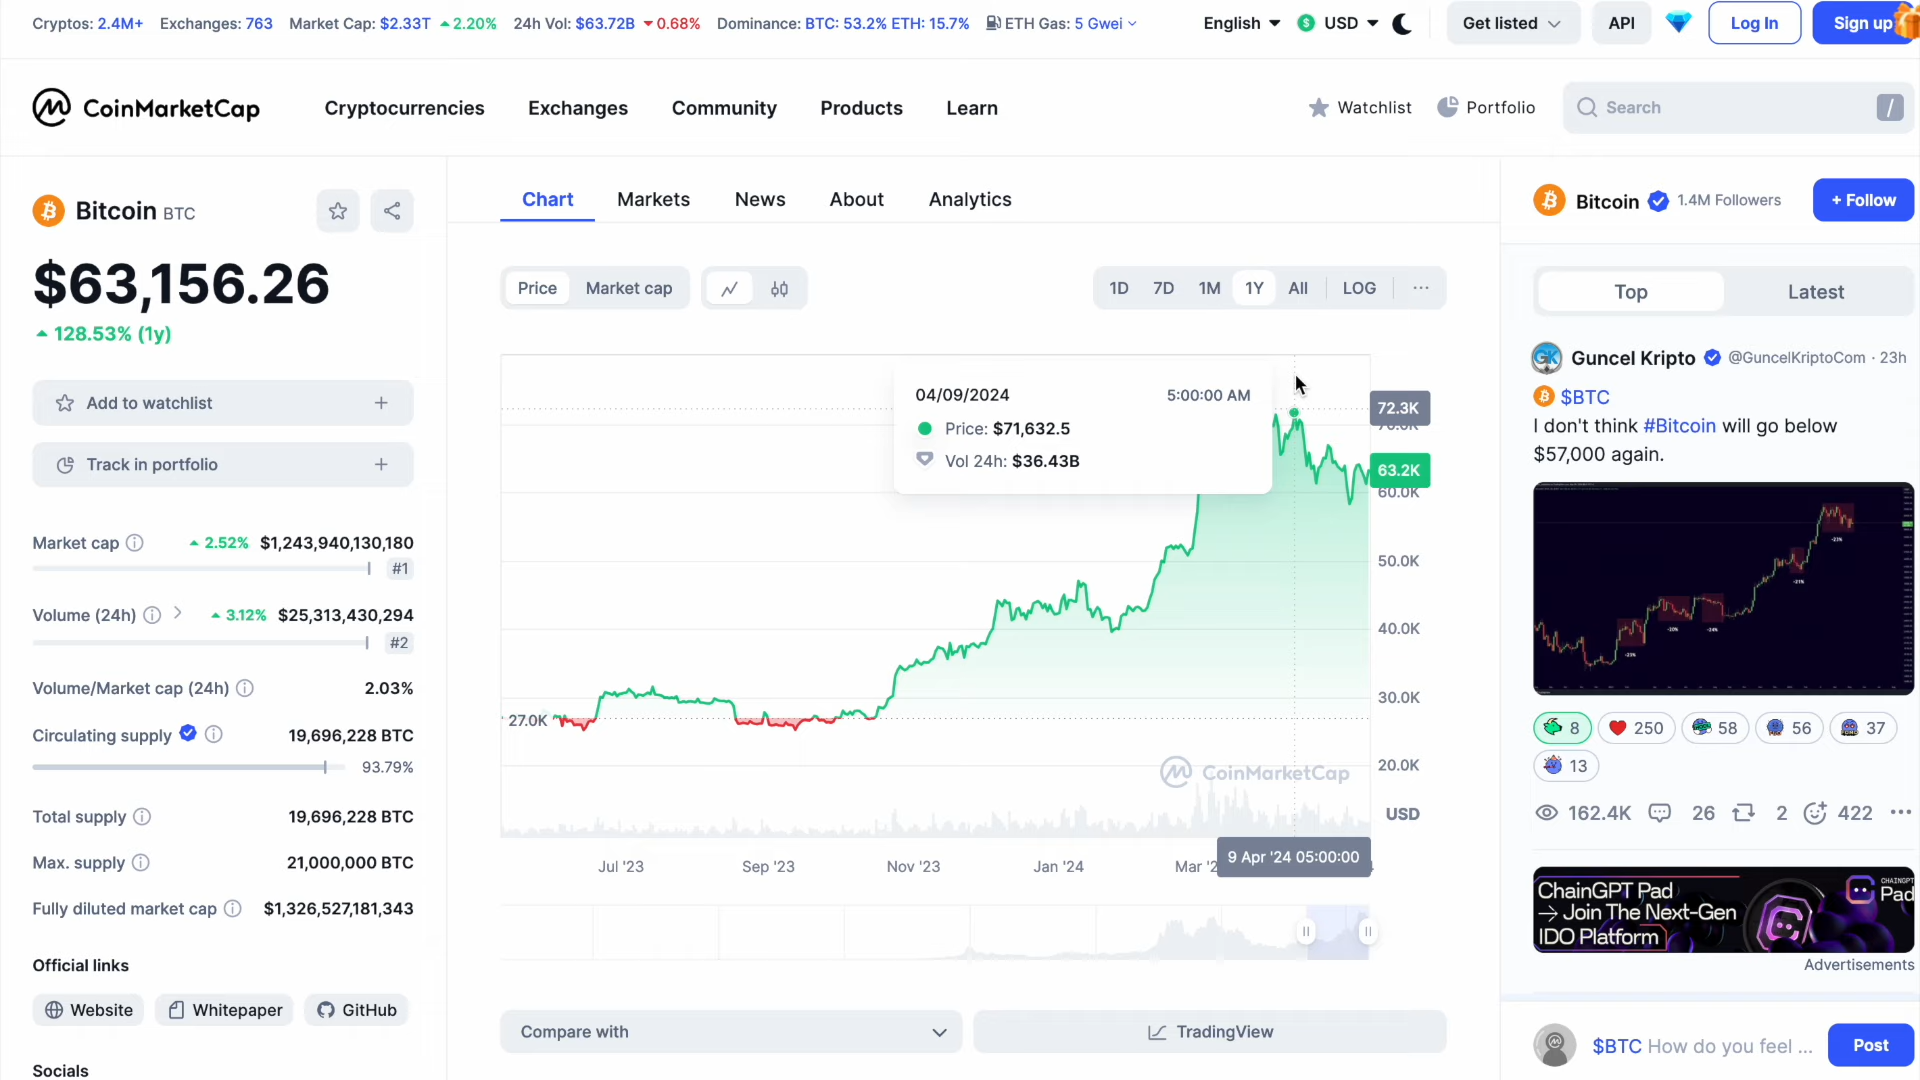 Cryptos: 2.4M+ Exchanges: 763 Market Cap: $2.33T 2.20% 24h Vol: $63.72B 0.68% Dominance: BTC: 53.2% ETH: 15.7% ETH Gas: 5 Gwei English USD Get listed API Log In Sign up
CoinMarketCap Cryptocurrencies Exchanges Community Products Learn Watchlist Portfolio Search /
Bitcoin BTC
$63,156.26
128.53% (1y)
Add to watchlist +
Track in portfolio +
Market cap 2.52% $1,243,940,130,180
#1
Volume (24h) 3.12% $25,313,430,294
#2
Volume/Market cap (24h) 2.03%
Circulating supply 19,696,228 BTC
93.79%
Total supply 19,696,228 BTC
Max. supply 21,000,000 BTC
Fully diluted market cap $1,326,527,181,343
Official links
Website Whitepaper GitHub
Socials
Chart Markets News About Analytics
Price Market cap 1D 7D 1M 1Y All LOG ...
04/09/2024 5:00:00 AM
Price: $71,632.5
Vol 24h: $36.43B
72.3K
63.2K
60.0K
50.0K
40.0K
30.0K
27.0K
20.0K
CoinMarketCap
USD
Jul '23 Sep '23 Nov '23 Jan '24 Mar '2
9 Apr '24 05:00:00
Compare with TradingView
Bitcoin 1.4M Followers + Follow
Top Latest
Guncel Kripto @GuncelKriptoCom · 23h
$BTC
I don't think #Bitcoin will go below
$57,000 again.
-23%
-21%
-20% -24%
-23%
8 250 58 56 37
13
162.4K 26 2 422 ...
ChainGPT Pad
→ Join The Next-Gen
IDO Platform
CHAINGPT
Pad
Advertisements
$BTC How do you feel ... Post